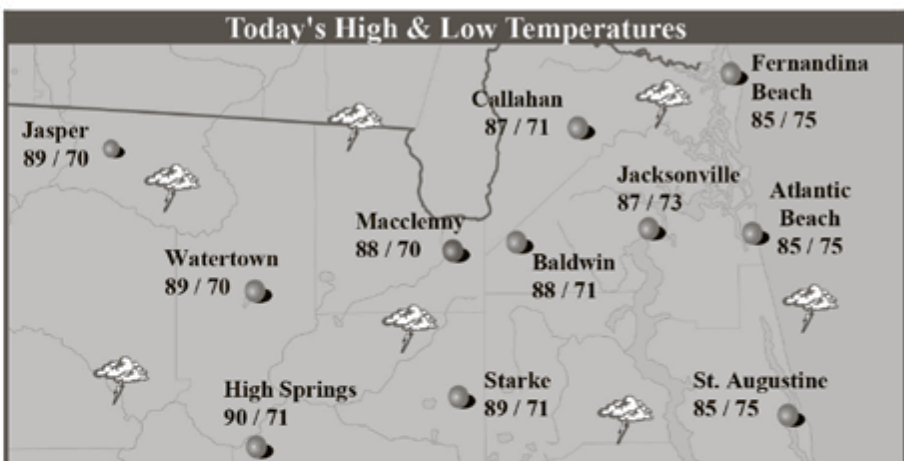 Today's High & Low Temperatures
Fernandina
Beach
85 / 75
Callahan
87 / 71
Jasper
89 / 70
Jacksonville
87 / 73
Atlantic
Beach
85 / 75
Macclenny
88 / 70
Baldwin
88 / 71
Watertown
89 / 70
High Springs
90 / 71
Starke
89 / 71
St. Augustine
85 / 75